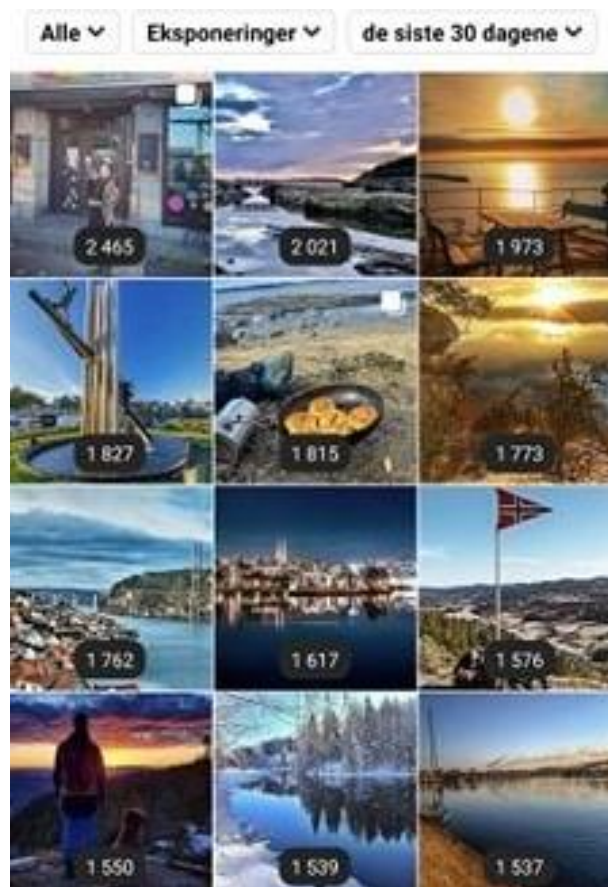 Alle Eksponeringer de siste 30 dagene
2 465 2 021 1 973
1 827 1 815 1 773
1 762 1 617 1 576
1 550 1 539 1 537